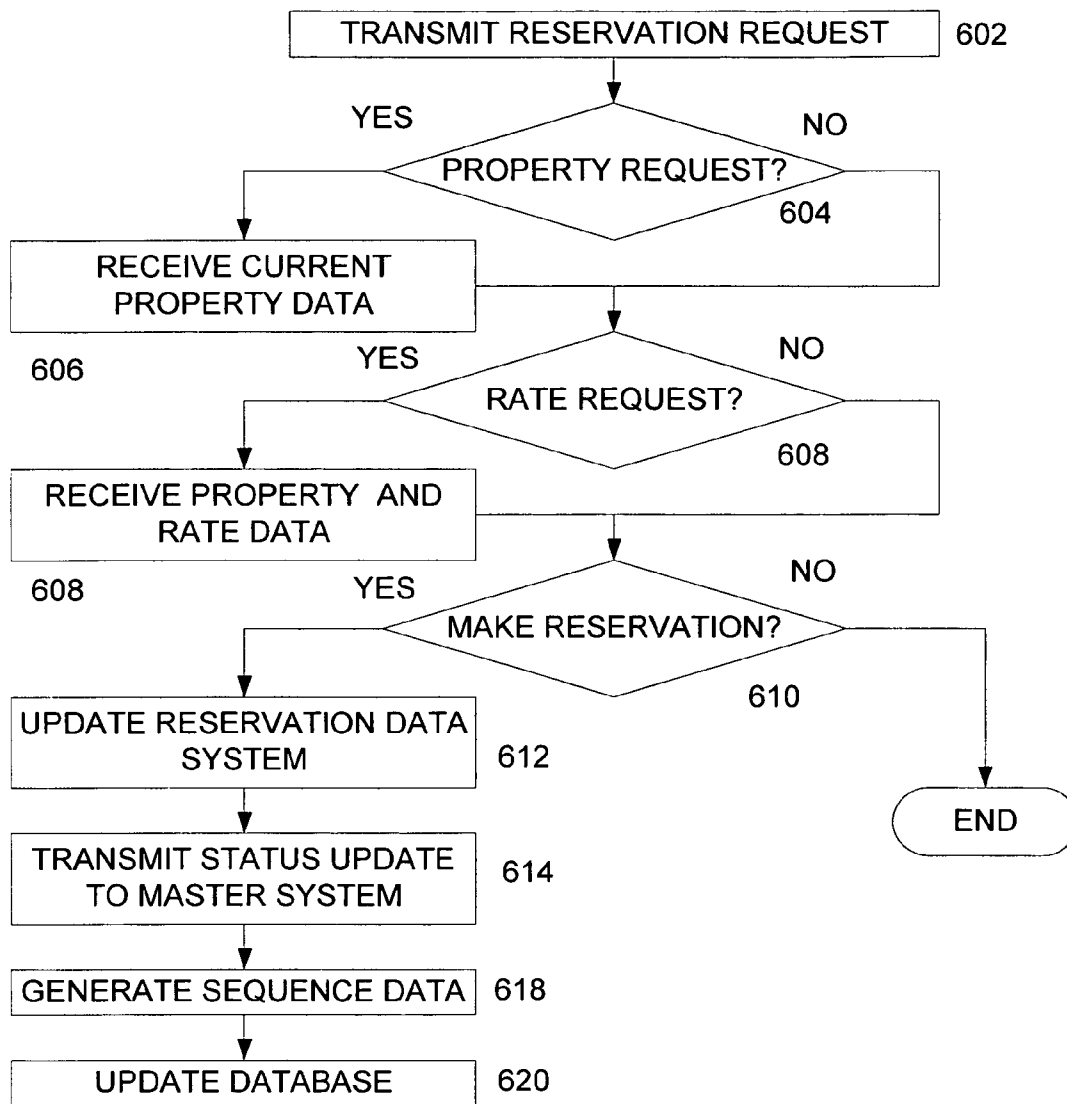 TRANSMIT RESERVATION REQUEST
602
YES
NO
PROPERTY REQUEST?
604
RECEIVE CURRENT
PROPERTY DATA
606
YES
NO
RATE REQUEST?
608
RECEIVE PROPERTY AND
RATE DATA
608
YES
NO
MAKE RESERVATION?
610
UPDATE RESERVATION DATA
SYSTEM
612
END
TRANSMIT STATUS UPDATE
TO MASTER SYSTEM
614
GENERATE SEQUENCE DATA
618
UPDATE DATABASE
620